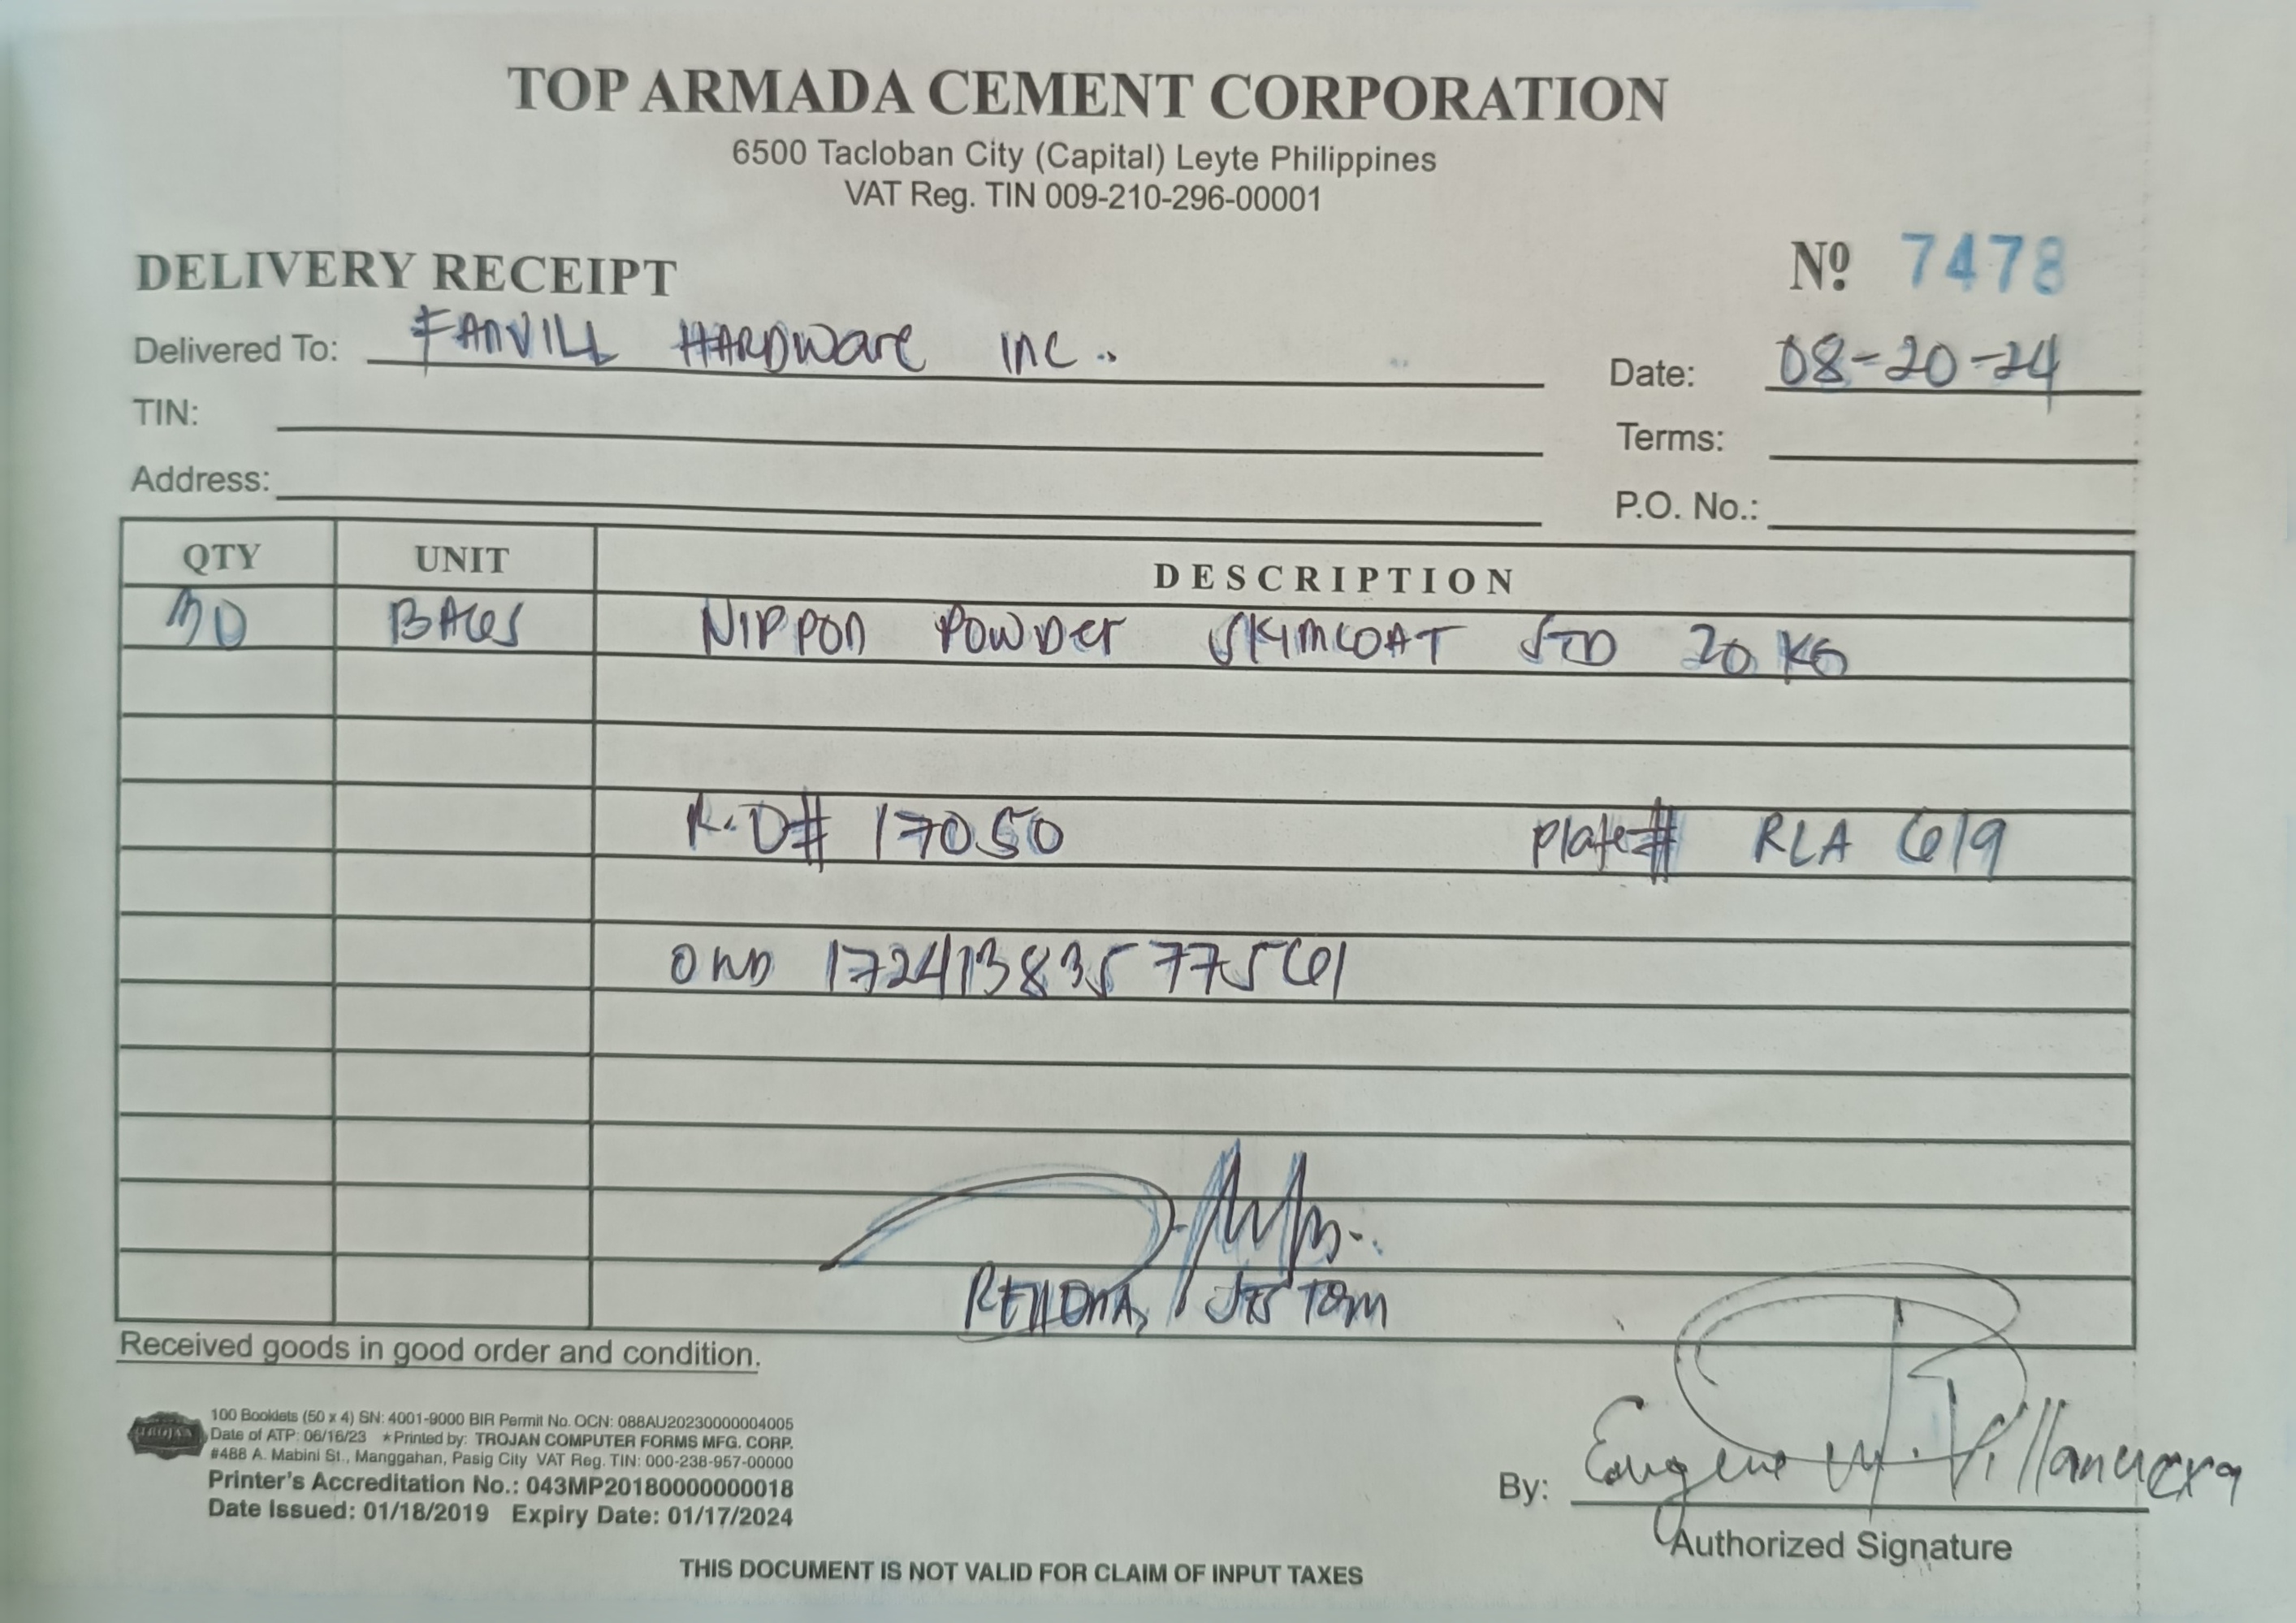 TOP ARMADA CEMENT CORPORATION
6500 Tacloban City (Capital) Leyte Philippines
VAT Reg. TIN 009-210-296-00001
DELIVERY RECEIPT
Nº 7478
Delivered To: FANVILL HARDWare INC.
Date: 08-20-24
TIN:
Terms:
Address:
P.O. No.:
QTY UNIT DESCRIPTION
30 BAGS NIPPON POWDer SKIMCOAT STD 20 KG
R.O# 17050 Plate# RLA 619
17241383577561
TOM
Received goods in good order and condition.
TROJAN
100 Booklets (50 x 4) SN: 4001-9000 BIR Permit No. OCN: 088AU20230000004005
Date of ATP: 06/16/23 ★Printed by: TROJAN COMPUTER FORMS MFG. CORP.
#488 A. Mabini St., Manggahan, Pasig City VAT Reg. TIN: 000-238-957-00000
Printer's Accreditation No.: 043MP20180000000018
Date Issued: 01/18/2019 Expiry Date: 01/17/2024
By: Eugene M. Villanueva
Authorized Signature
THIS DOCUMENT IS NOT VALID FOR CLAIM OF INPUT TAXES